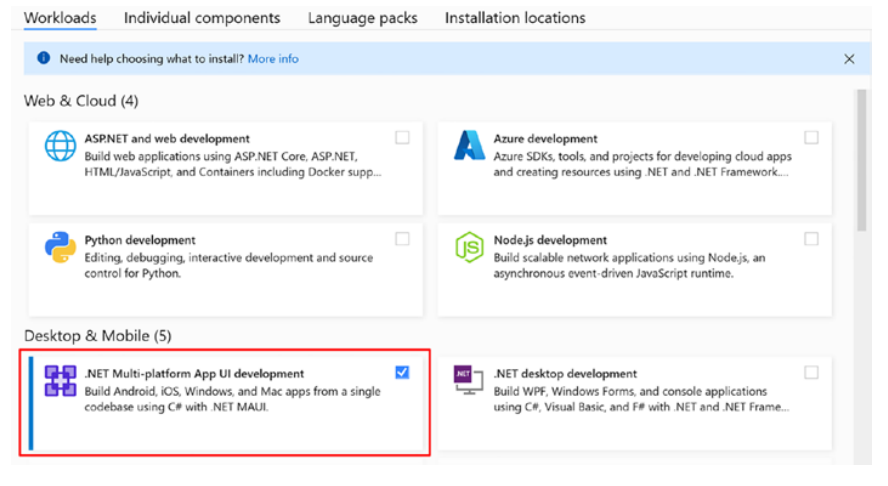 Workloads Individual components Language packs Installation locations
Need help choosing what to install? More info
Web & Cloud (4)
ASP.NET and web development
Build web applications using ASP.NET Core, ASP.NET,
HTML/JavaScript, and Containers including Docker supp...
Azure development
Azure SDKs, tools, and projects for developing cloud apps
and creating resources using .NET and .NET Framework....
Python development
Editing, debugging, interactive development and source
control for Python.
JS
Node.js development
Build scalable network applications using Node.js, an
asynchronous event-driven JavaScript runtime.
Desktop & Mobile (5)
.NET Multi-platform App UI development
Build Android, iOS, Windows, and Mac apps from a single
codebase using C# with .NET MAUI.
.NET
.NET desktop development
Build WPF, Windows Forms, and console applications
using C#, Visual Basic, and F# with .NET and .NET Frame...